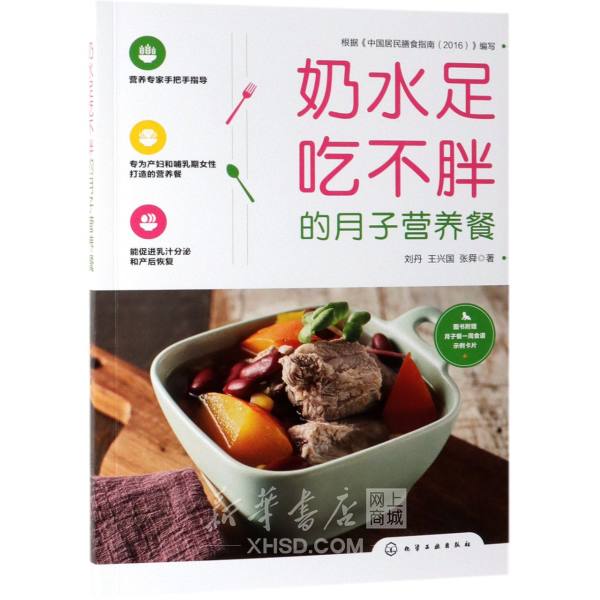 根据《中国居民膳食指南（2016）》编写
奶水足
吃不胖
的月子营养餐
刘丹 王兴国 张舜◎著
营养专家手把手指导
专为产妇和哺乳期女性
打造的营养餐
能促进乳汁分泌
和产后恢复
图书附赠
月子餐一周食谱
示例卡片
新華書店
网上
商城
XHSD.COM
化学工业出版社